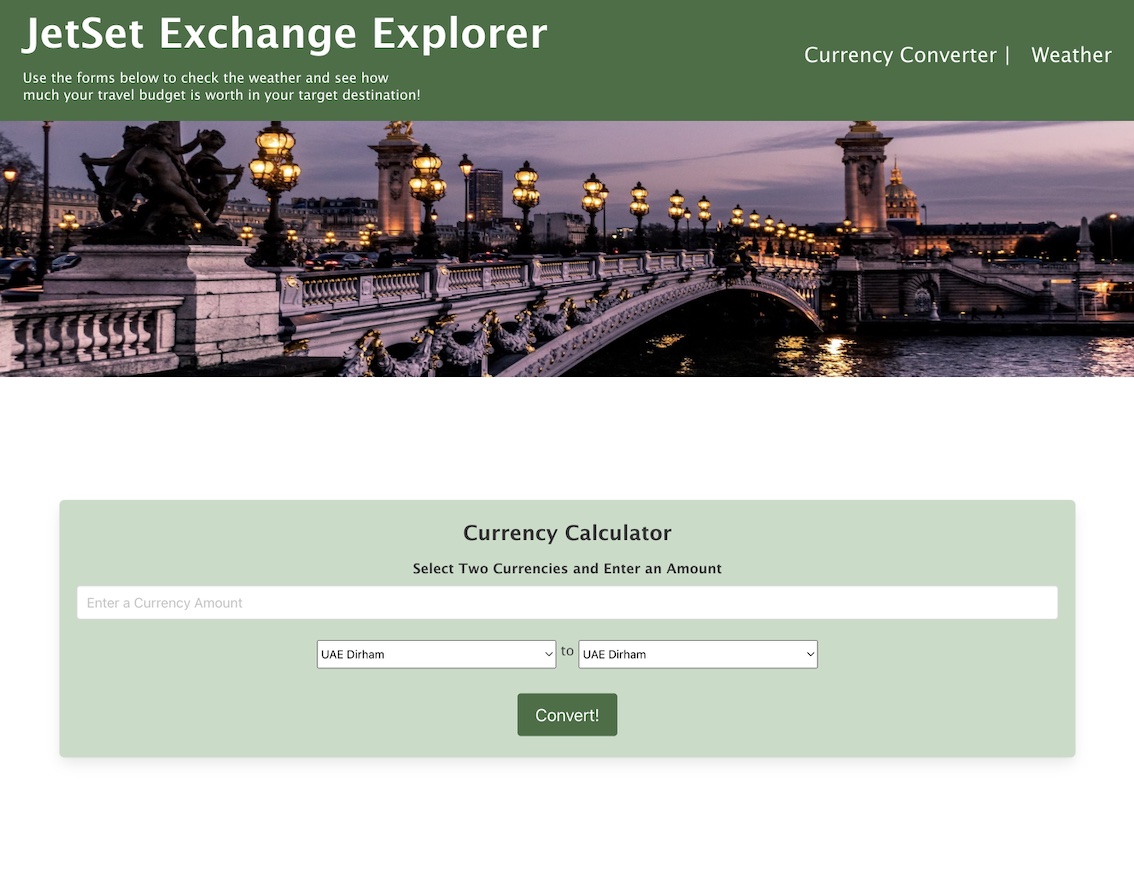 JetSet Exchange Explorer
Use the forms below to check the weather and see how
much your travel budget is worth in your target destination!
Currency Converter | Weather
Currency Calculator
Select Two Currencies and Enter an Amount
Enter a Currency Amount
UAE Dirham to UAE Dirham
Convert!